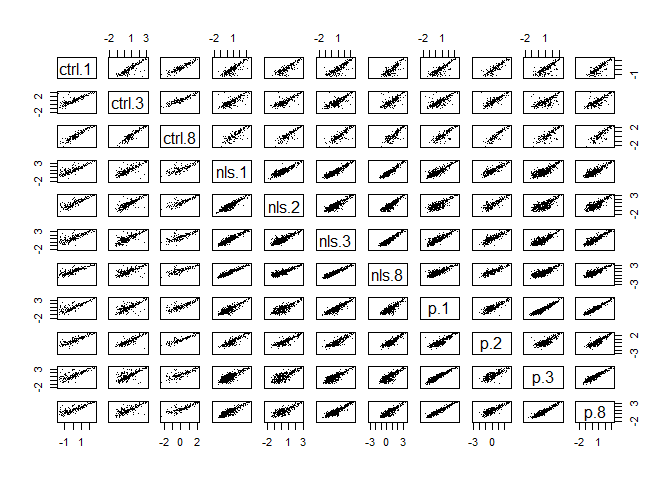 -2 1 3 -2 1 -2 1 -2 1
ctrl.1 -1
-2 2 ctrl.3
ctrl.8 -2 2
-2 3 nls.1
nls.2 -2 3
-2 3 nls.3
nls.8 -3 3
-2 3 p.1
p.2 -3 2
-2 3 p.3
p.8 -2 3
-1 1 -2 0 2 -2 1 3 -3 0 3 -3 0 -2 1